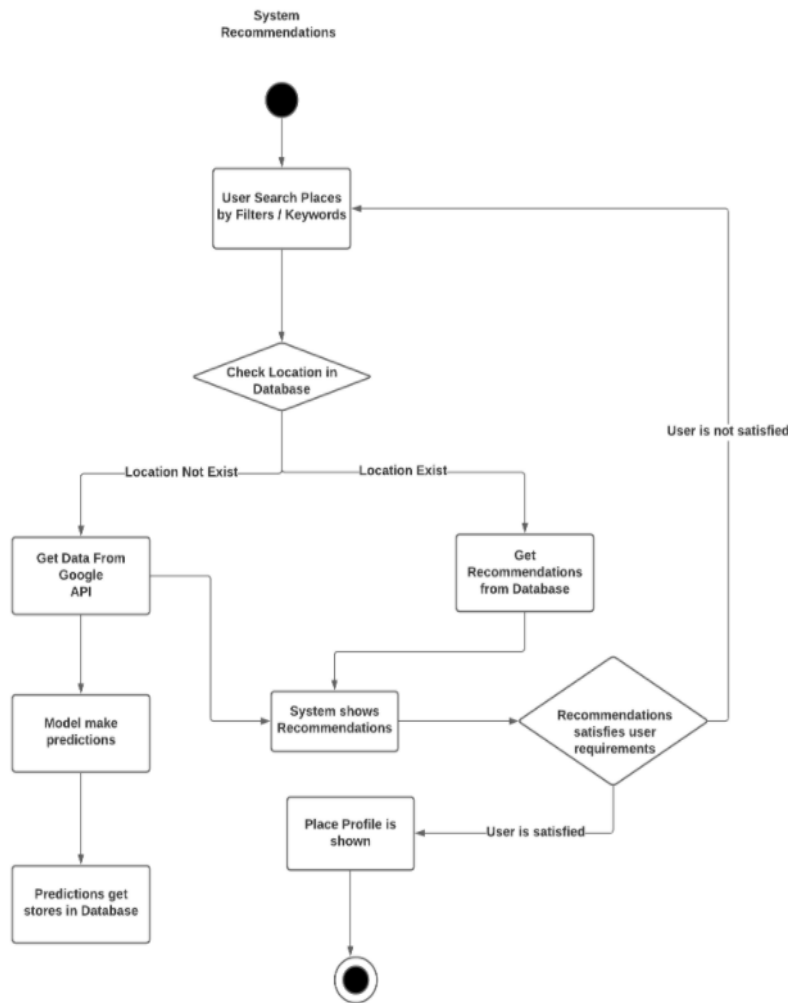 System
Recommendations
User Search Places
by Filters / Keywords
Check Location in
Database
User is not satisfied
Location Not Exist
Location Exist
Get Data From
Google
API
Get
Recommendations
from Database
Model make
predictions
System shows
Recommendations
Recommendations
satisfies user
requirements
Place Profile is
shown
User is satisfied
Predictions get
stores in Database